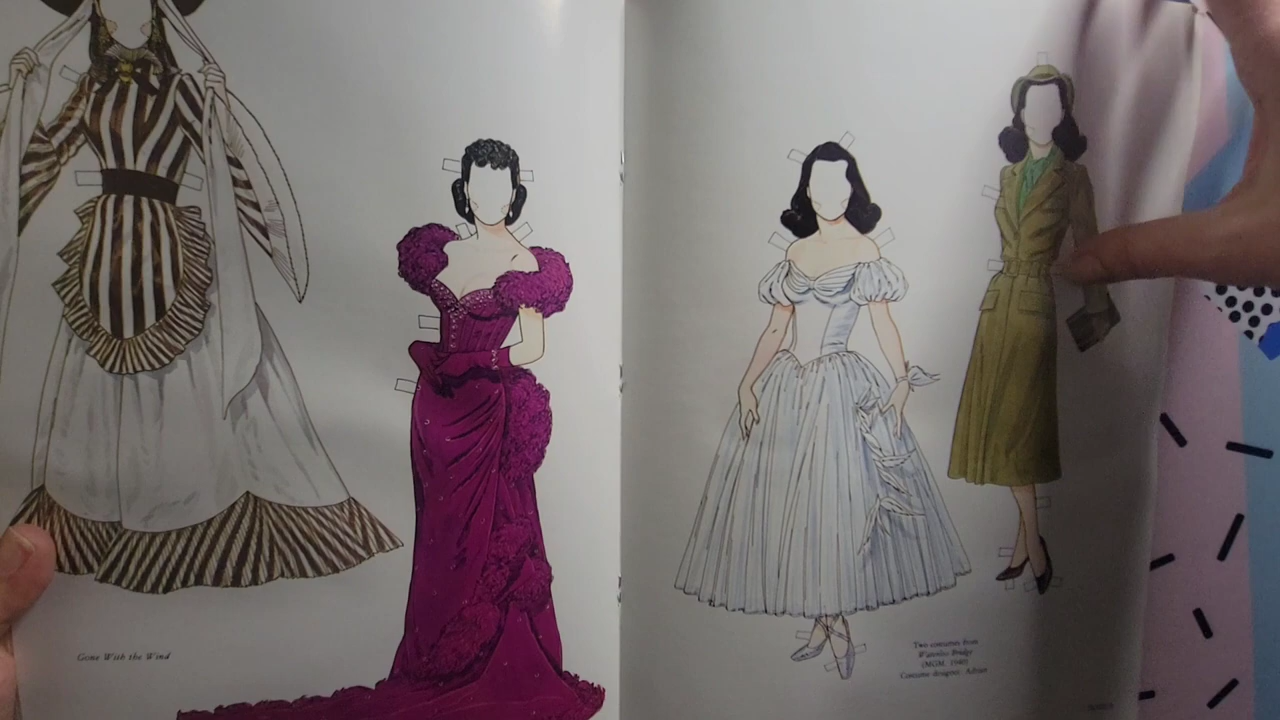 Gone With the Wind
Two costumes from
Waterloo Bridge
(MGM, 1940)
Costume designer: Adrian